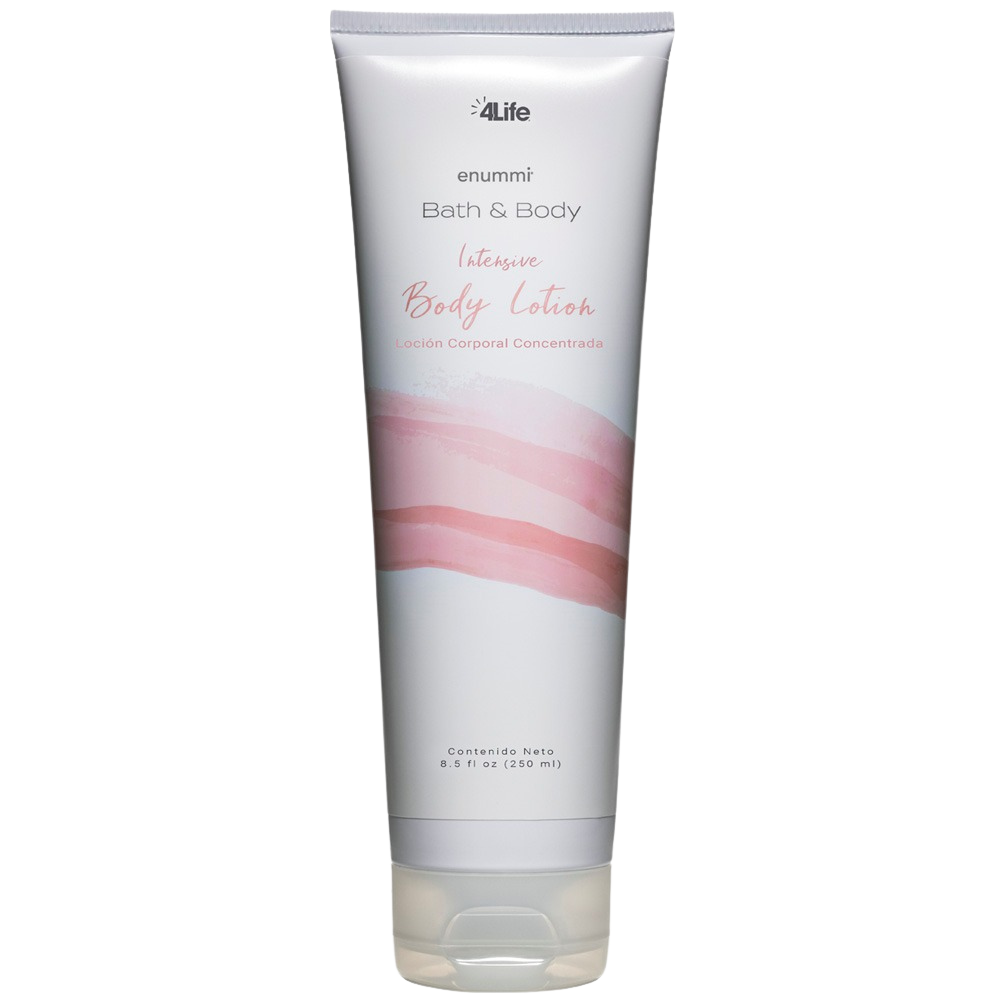 4Life
enummi
Bath & Body
Intensive
Body Lotion
Loción Corporal Concentrada
Contenido Neto
8.5 fl oz (250 ml)